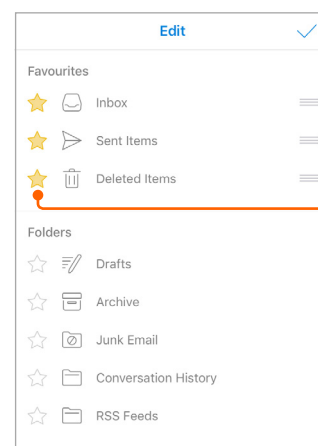 Edit
Favourites
Inbox
Sent Items
Deleted Items
Folders
Drafts
Archive
Junk Email
Conversation History
RSS Feeds